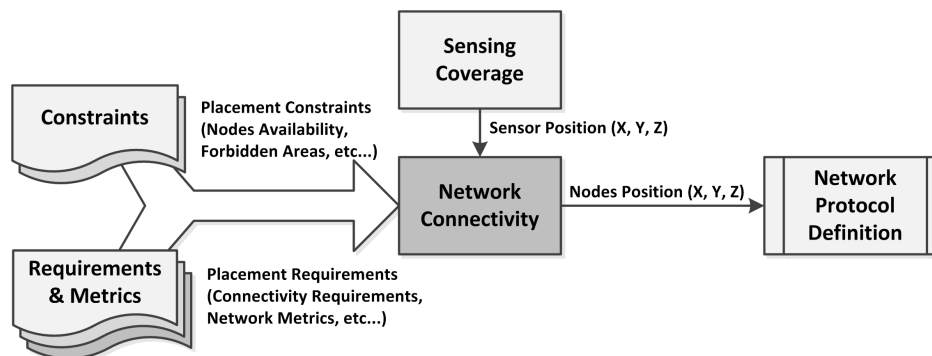 Sensing
Coverage
Constraints
Placement Constraints
(Nodes Availability,
Forbidden Areas, etc...)
Sensor Position (X, Y, Z)
Network
Connectivity
Nodes Position (X, Y, Z)
Network
Protocol
Definition
Requirements
& Metrics
Placement Requirements
(Connectivity Requirements,
Network Metrics, etc...)